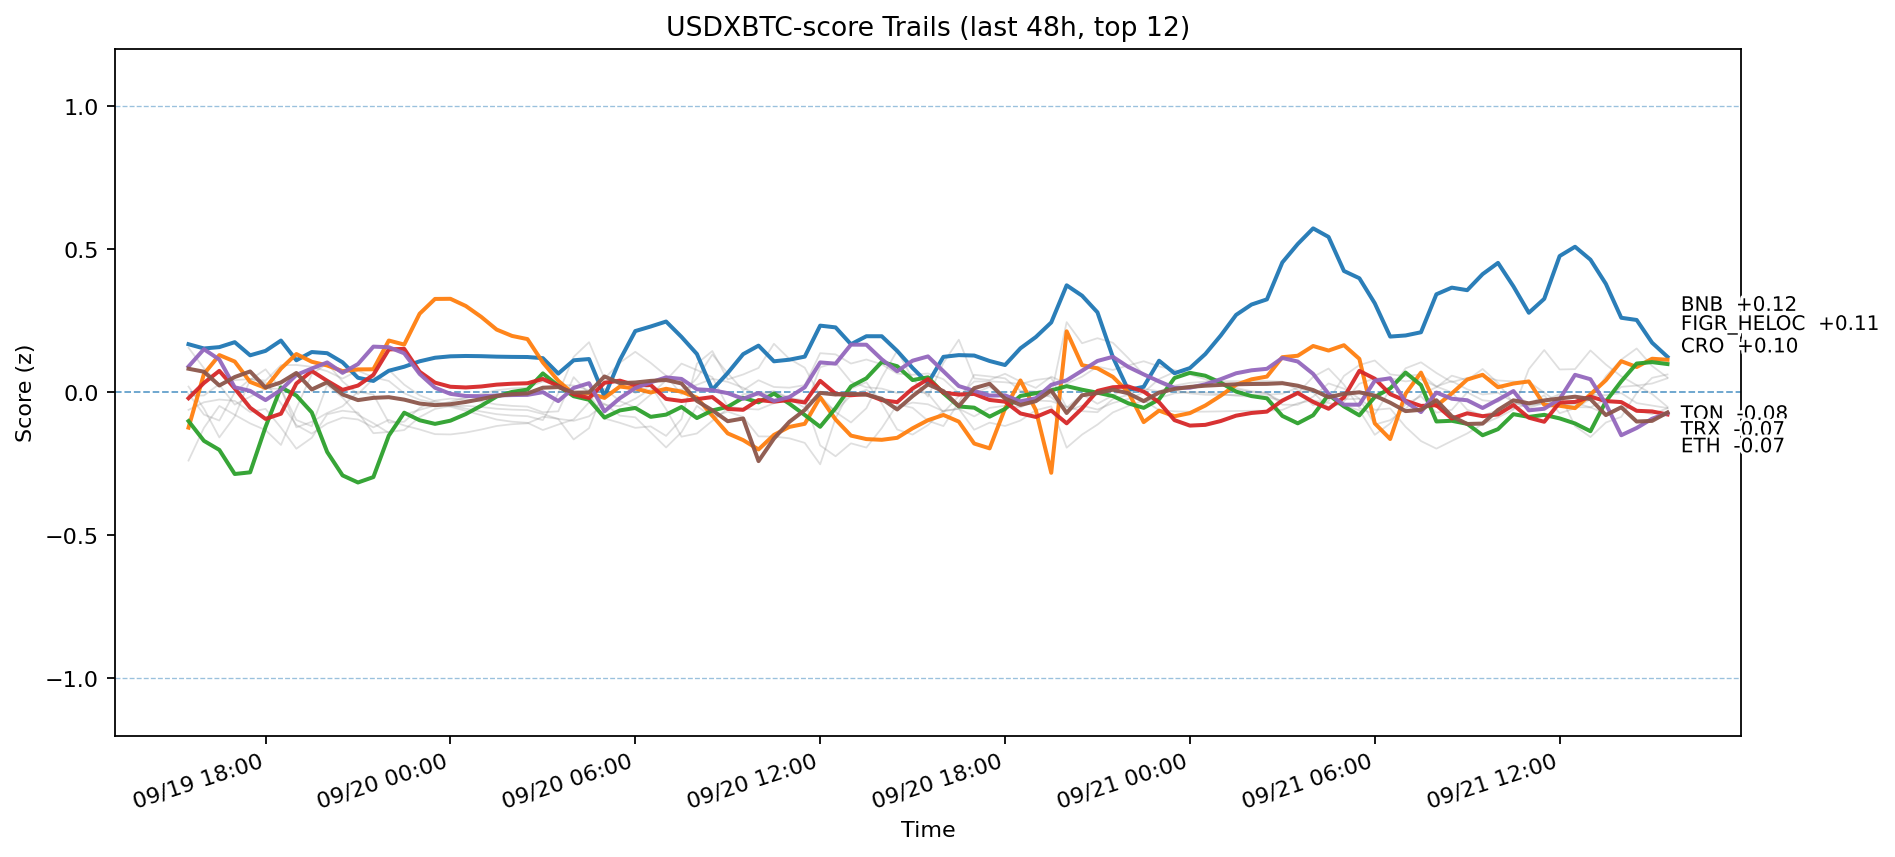 USDXBTC-score Trails (last 48h, top 12)
Score (z)
1.0
0.5
0.0
−0.5
−1.0
BNB +0.12
FIGR_HELOC +0.11
CRO +0.10
TON -0.08
TRX -0.07
ETH -0.07
09/19 18:00
09/20 00:00
09/20 06:00
09/20 12:00
09/20 18:00
09/21 00:00
09/21 06:00
09/21 12:00
Time